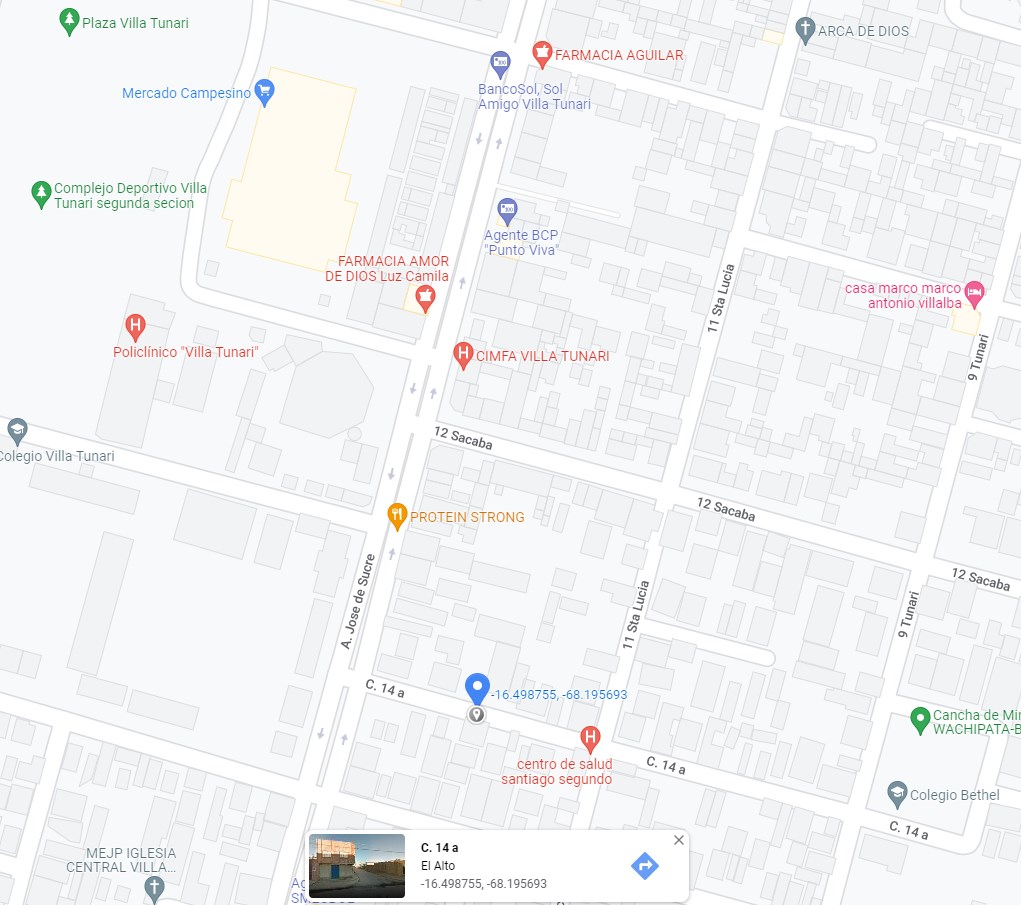 Plaza Villa Tunari
ARCA DE DIOS
FARMACIA AGUILAR
Mercado Campesino
BancoSol, Sol
Amigo Villa Tunari
Complejo Deportivo Villa
Tunari segunda secion
Agente BCP
"Punto Viva"
FARMACIA AMOR
DE DIOS Luz Camila
11 Sta Lucia
casa marco marco
antonio villalba
Policlínico "Villa Tunari"
CIMFA VILLA TUNARI
9 Tunari
12 Sacaba
Colegio Villa Tunari
12 Sacaba
PROTEIN STRONG
12 Sacaba
A. Jose de Sucre
11 Sta Lucia
9 Tunari
C. 14 a
-16.498755, -68.195693
Cancha de Min
WACHIPATA-B
centro de salud
santiago segundo
C. 14 a
Colegio Bethel
C. 14 a
MEJP IGLESIA
CENTRAL VILLA...
C. 14 a
El Alto
-16.498755, -68.195693